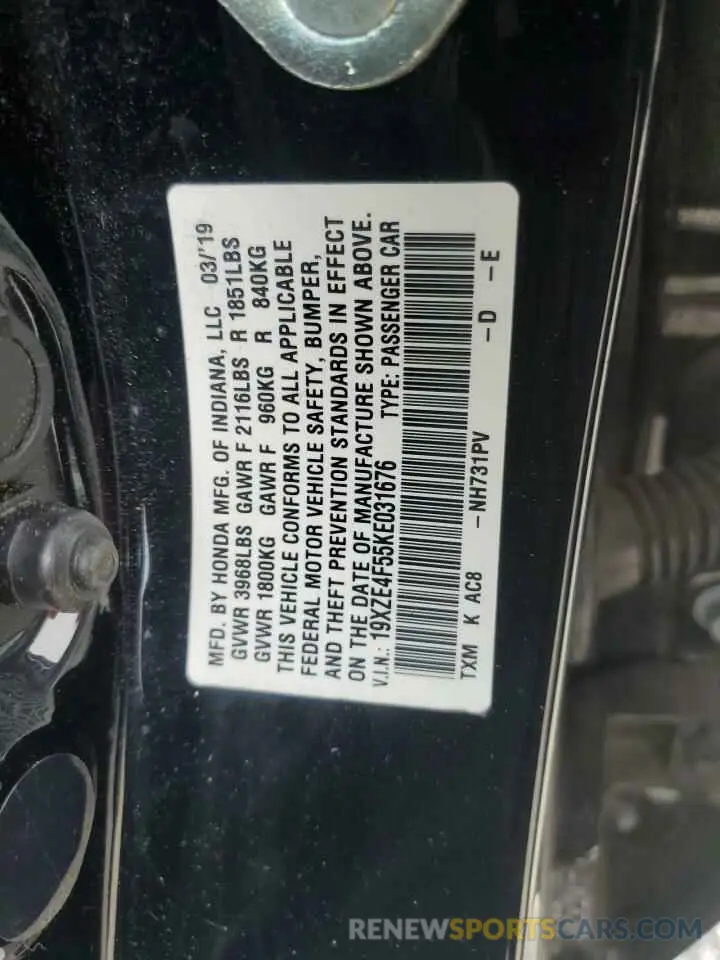 MFD. BY HONDA MFG. OF INDIANA, LLC 03/'19
GVWR 3968LBS GAWR F 2116LBS R 1851LBS
GVWR 1800KG GAWR F 960KG R 840KG
THIS VEHICLE CONFORMS TO ALL APPLICABLE
FEDERAL MOTOR VEHICLE SAFETY, BUMPER,
AND THEFT PREVENTION STANDARDS IN EFFECT
ON THE DATE OF MANUFACTURE SHOWN ABOVE.
V.I.N.: 19XZE4F55KE031676 TYPE: PASSENGER CAR
TXM K AC8 -NH731PV -D -E
RENEWSPORTSCARS.COM